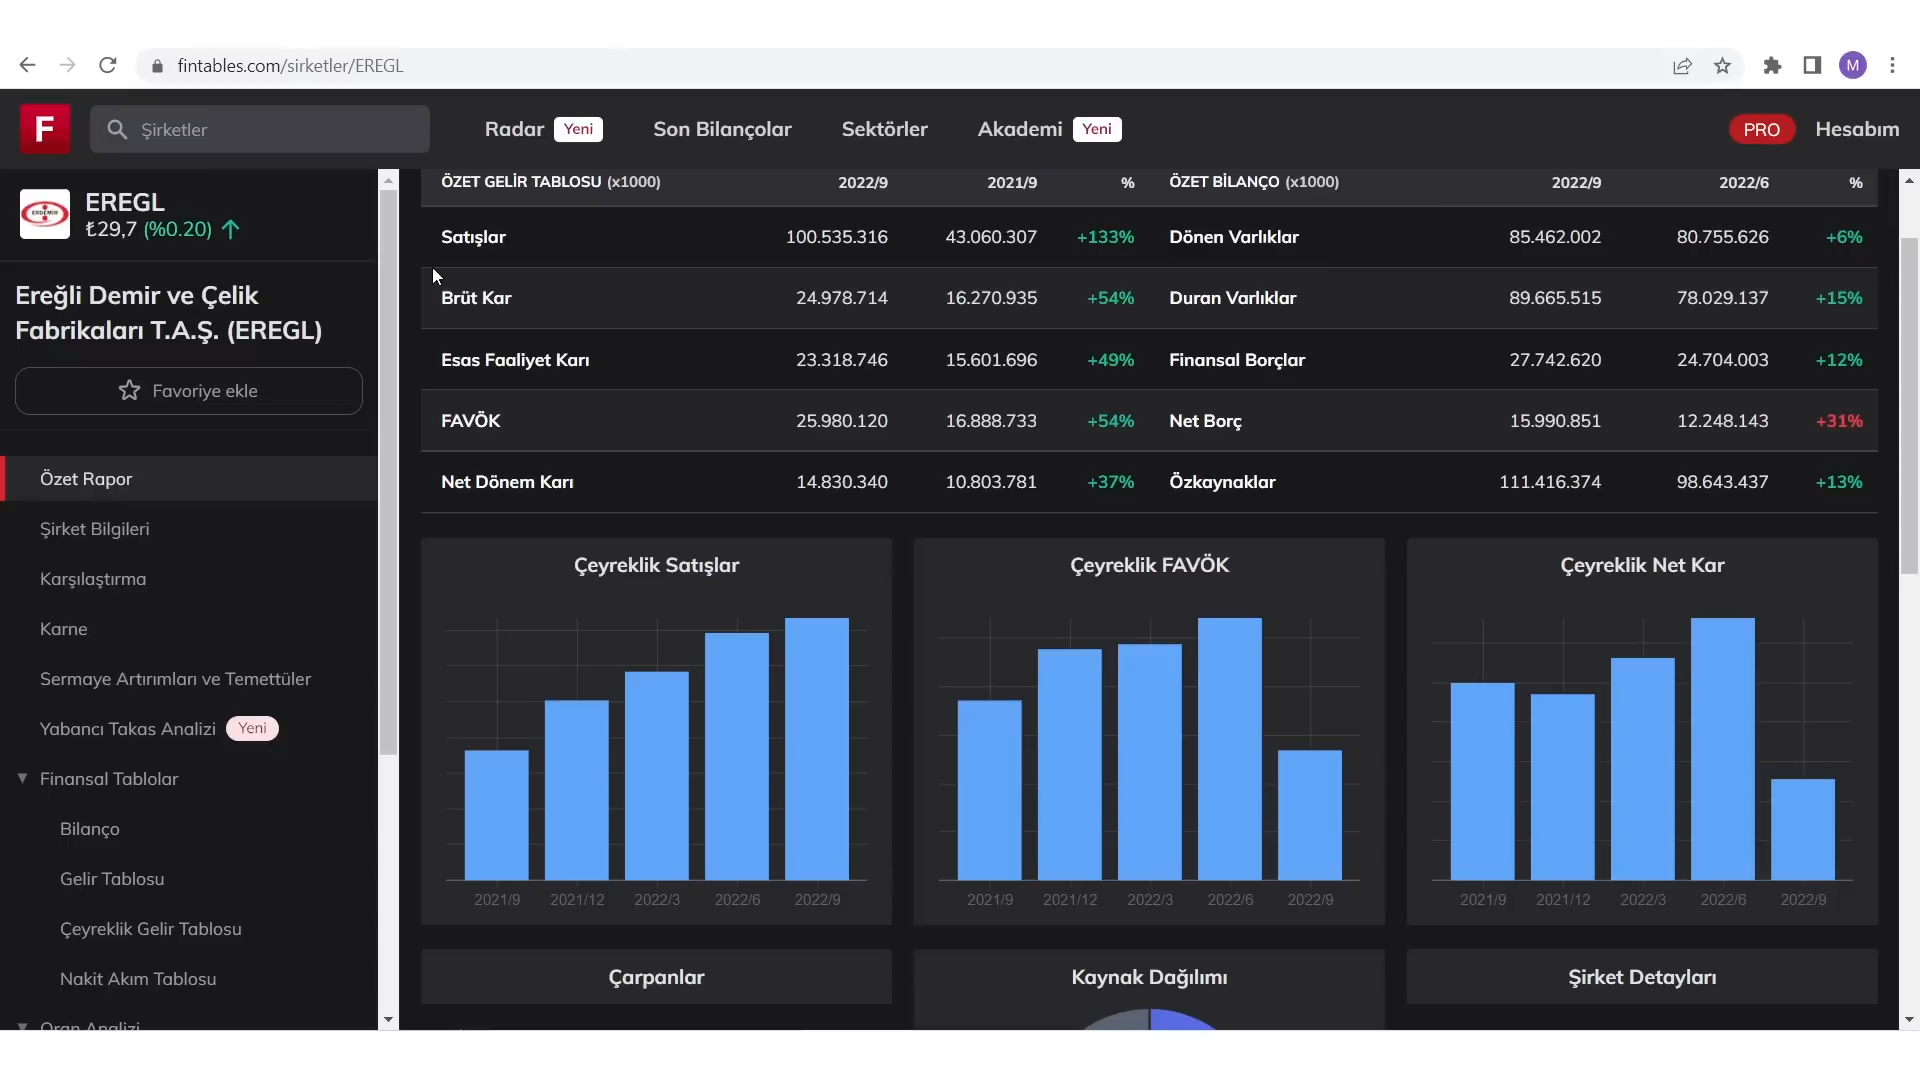 fintables.com/sirketler/EREGL
M
F
Şirketler
Radar Yeni
Son Bilançolar
Sektörler
Akademi Yeni
PRO
Hesabım
ERDEMİR
EREGL
₺29,7 (%0.20)
Ereğli Demir ve Çelik
Fabrikaları T.A.Ş. (EREGL)
Favoriye ekle
Özet Rapor
Şirket Bilgileri
Karşılaştırma
Karne
Sermaye Artırımları ve Temettüler
Yabancı Takas Analizi Yeni
Finansal Tablolar
Bilanço
Gelir Tablosu
Çeyreklik Gelir Tablosu
Nakit Akım Tablosu
Oran Analizi
ÖZET GELİR TABLOSU (x1000) 2022/9 2021/9 %
Satışlar 100.535.316 43.060.307 +133%
Brüt Kar 24.978.714 16.270.935 +54%
Esas Faaliyet Karı 23.318.746 15.601.696 +49%
FAVÖK 25.980.120 16.888.733 +54%
Net Dönem Karı 14.830.340 10.803.781 +37%
ÖZET BİLANÇO (x1000) 2022/9 2022/6 %
Dönen Varlıklar 85.462.002 80.755.626 +6%
Duran Varlıklar 89.665.515 78.029.137 +15%
Finansal Borçlar 27.742.620 24.704.003 +12%
Net Borç 15.990.851 12.248.143 +31%
Özkaynaklar 111.416.374 98.643.437 +13%
Çeyreklik Satışlar
2021/9 2021/12 2022/3 2022/6 2022/9
Çeyreklik FAVÖK
2021/9 2021/12 2022/3 2022/6 2022/9
Çeyreklik Net Kar
2021/9 2021/12 2022/3 2022/6 2022/9
Çarpanlar
Kaynak Dağılımı
Şirket Detayları